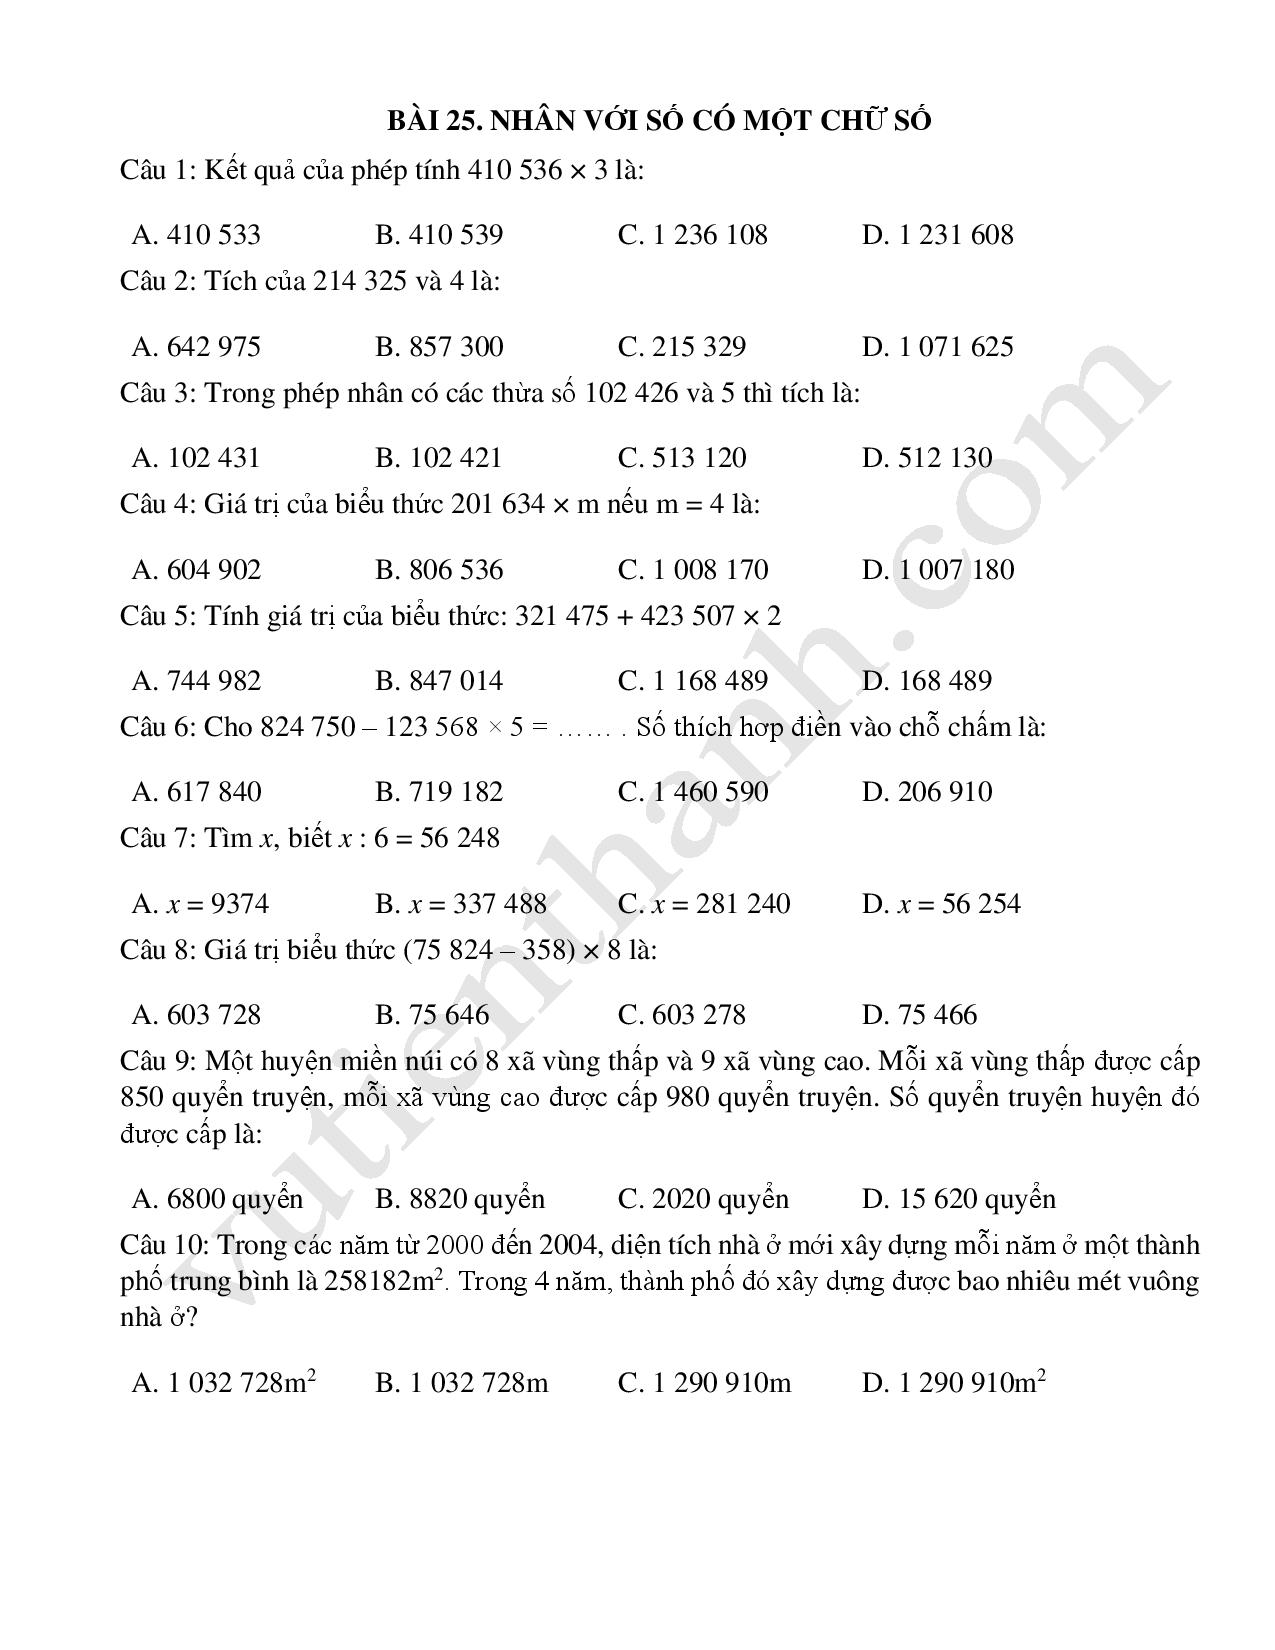 BÀI 25. NHÂN VỚI SỐ CÓ MỘT CHỮ SỐ
Câu 1: Kết quả của phép tính 410 536 × 3 là:
A. 410 533 B. 410 539 C. 1 236 108 D. 1 231 608
Câu 2: Tích của 214 325 và 4 là:
A. 642 975 B. 857 300 C. 215 329 D. 1 071 625
Câu 3: Trong phép nhân có các thừa số 102 426 và 5 thì tích là:
A. 102 431 B. 102 421 C. 513 120 D. 512 130
Câu 4: Giá trị của biểu thức 201 634 × m nếu m = 4 là:
A. 604 902 B. 806 536 C. 1 008 170 D. 1 007 180
Câu 5: Tính giá trị của biểu thức: 321 475 + 423 507 × 2
A. 744 982 B. 847 014 C. 1 168 489 D. 168 489
Câu 6: Cho 824 750 – 123 568 × 5 = ……. . Số thích hơp điền vào chỗ chấm là:
A. 617 840 B. 719 182 C. 1 460 590 D. 206 910
Câu 7: Tìm x, biết x : 6 = 56 248
A. x = 9374 B. x = 337 488 C. x = 281 240 D. x = 56 254
Câu 8: Giá trị biểu thức (75 824 – 358) × 8 là:
A. 603 728 B. 75 646 C. 603 278 D. 75 466
Câu 9: Một huyện miền núi có 8 xã vùng thấp và 9 xã vùng cao. Mỗi xã vùng thấp được cấp
850 quyển truyện, mỗi xã vùng cao được cấp 980 quyển truyện. Số quyển truyện huyện đó
được cấp là:
A. 6800 quyển B. 8820 quyển C. 2020 quyển D. 15 620 quyển
Câu 10: Trong các năm từ 2000 đến 2004, diện tích nhà ở mới xây dựng mỗi năm ở một thành
phố trung bình là 258182m². Trong 4 năm, thành phố đó xây dựng được bao nhiêu mét vuông
nhà ở?
A. 1 032 728m² B. 1 032 728m C. 1 290 910m D. 1 290 910m²
vutienthanh.com